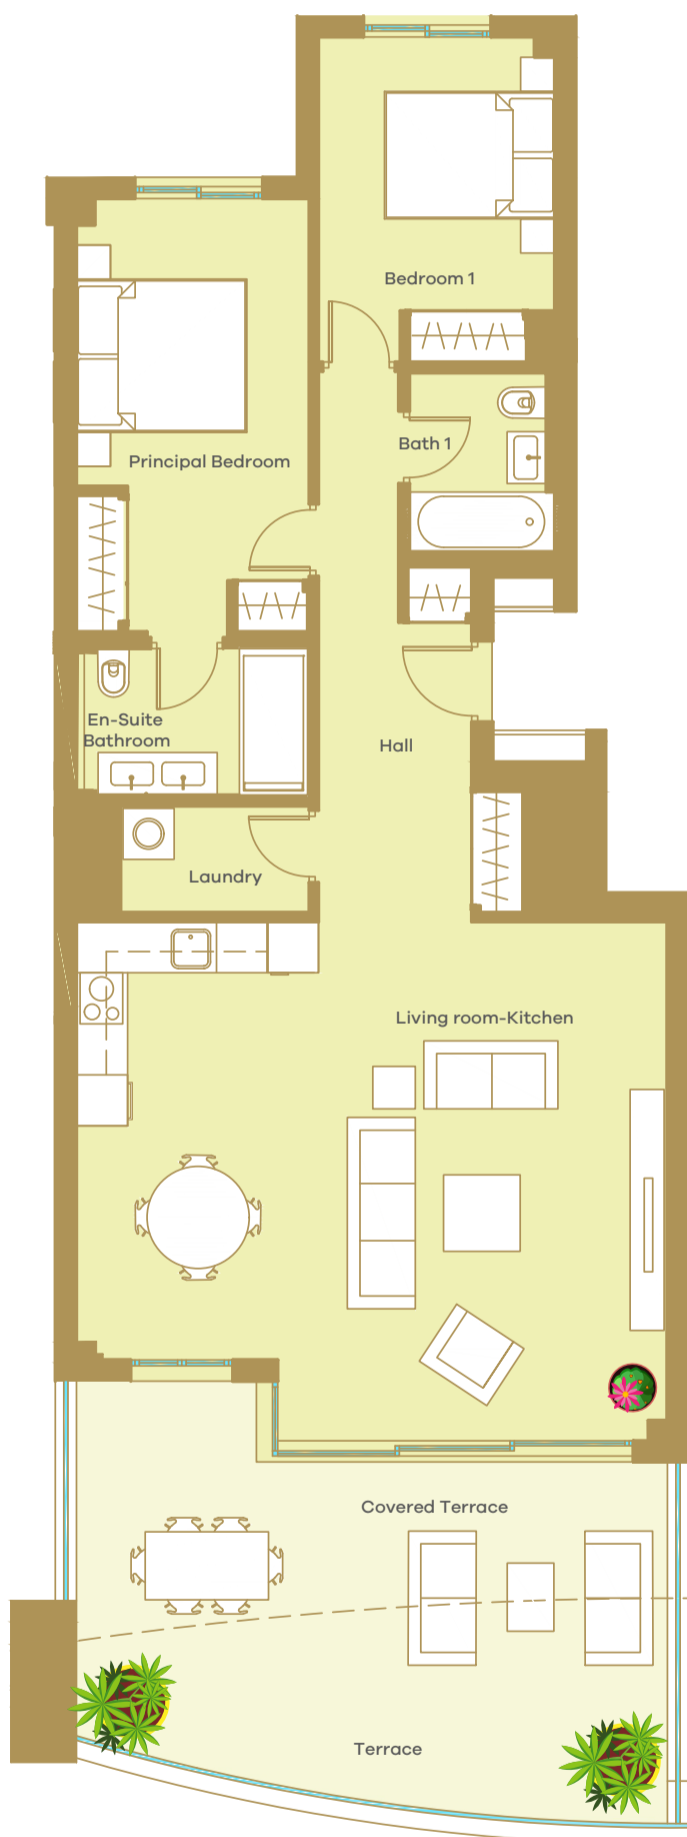 Bedroom 1
Bath 1
Principal Bedroom
En-Suite
Bathroom
Hall
Laundry
Living room-Kitchen
Covered Terrace
Terrace